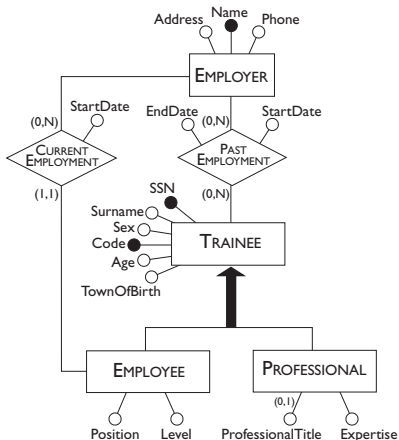 Name
Address
Phone
EMPLOYER
StartDate
(0,N)
EndDate
(0,N)
StartDate
CURRENT
EMPLOYMENT
PAST
EMPLOYMENT
(1,1)
(0,N)
SSN
Surname
Sex
Code
Age
TownOfBirth
TRAINEE
EMPLOYEE
PROFESSIONAL
(0,1)
Position
Level
ProfessionalTitle
Expertise